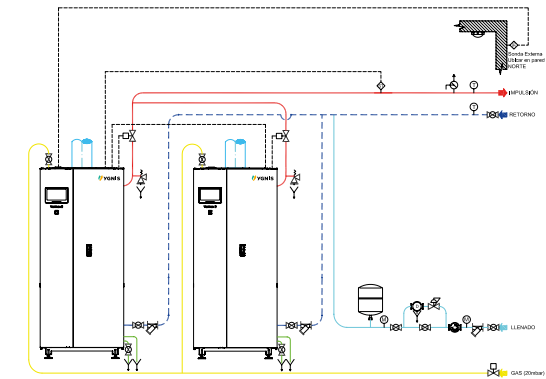 Sonda Externa
Utilizar en pared
NORTE
IMPULSIÓN
T
T
RETORNO
YGNIS
YGNIS
M
M
LLENADO
GAS (20mbar)